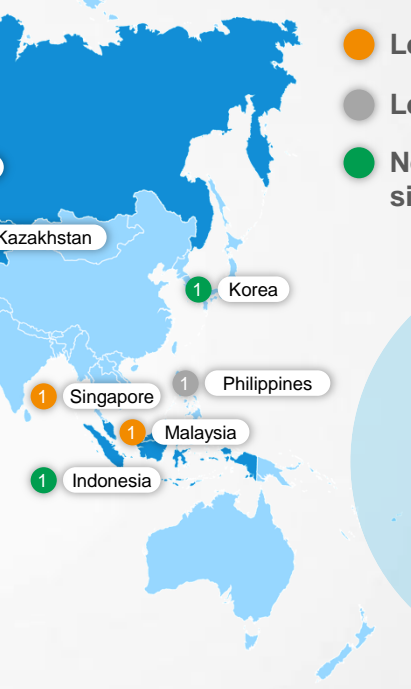 Kazakhstan
1 Korea
1 Philippines
1 Singapore
1 Malaysia
1 Indonesia